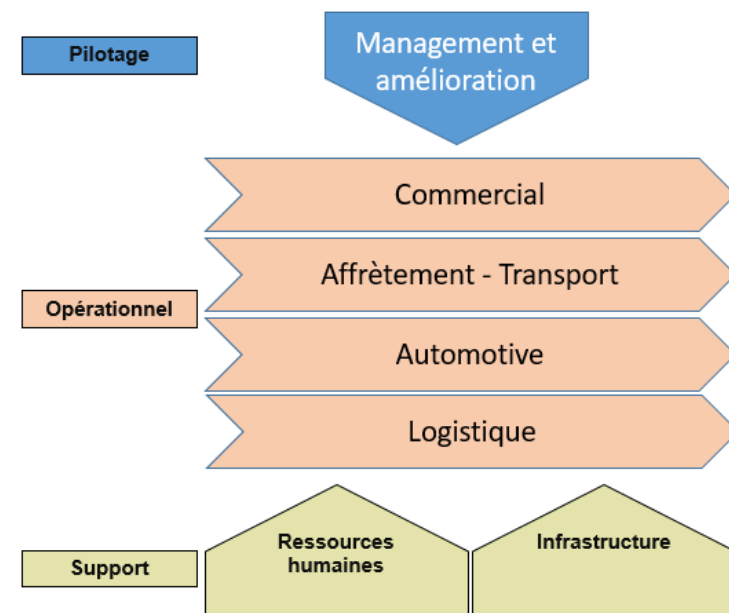 Pilotage
Management et
amélioration
Commercial
Affrètement - Transport
Opérationnel
Automotive
Logistique
Ressources
humaines
Infrastructure
Support